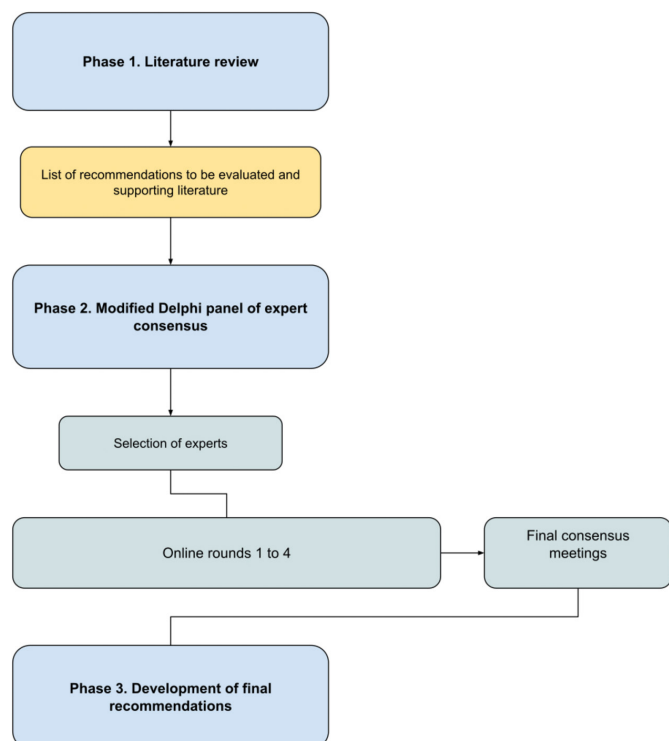 Phase 1. Literature review
List of recommendations to be evaluated and
supporting literature
Phase 2. Modified Delphi panel of expert
consensus
Selection of experts
Online rounds 1 to 4
Final consensus
meetings
Phase 3. Development of final
recommendations